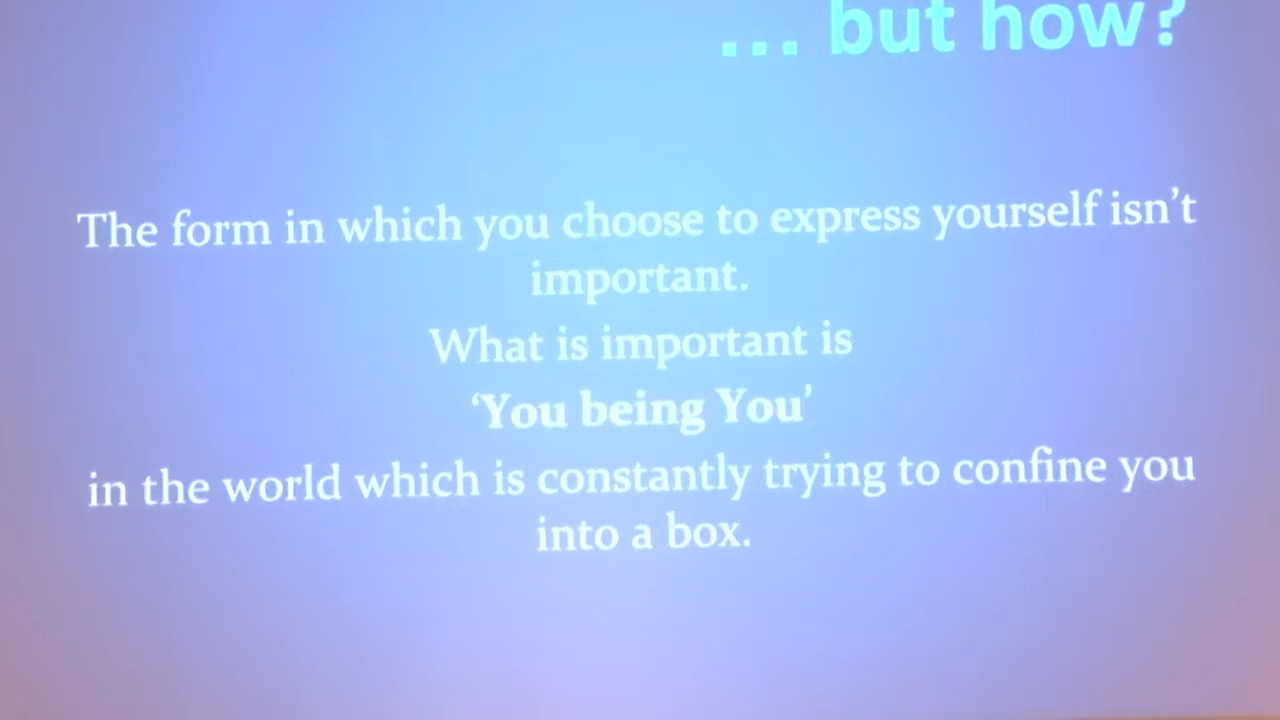 ... but how?
The form in which you choose to express yourself isn’t
important.
What is important is
‘You being You’
in the world which is constantly trying to confine you
into a box.